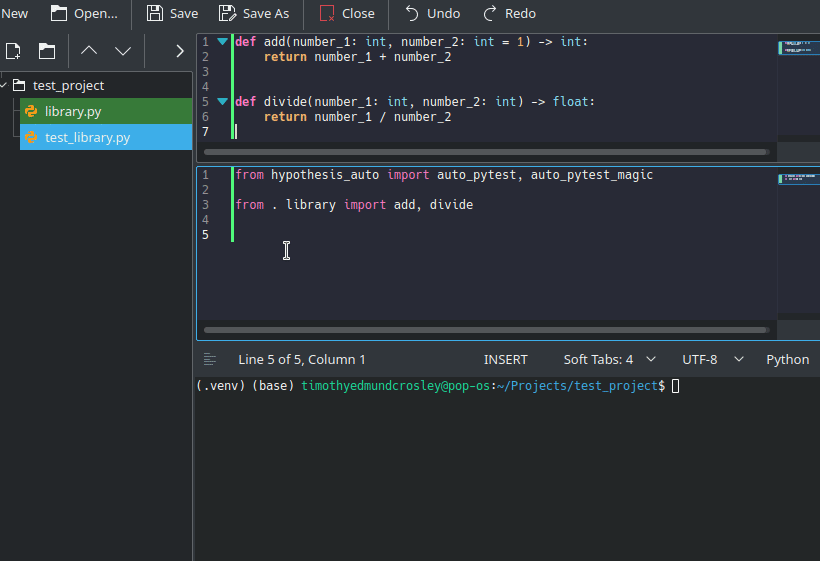 New Open... Save Save As Close Undo Redo
test_project
library.py
test_library.py
1 def add(number_1: int, number_2: int = 1) -> int:
2 return number_1 + number_2
3
4
5 def divide(number_1: int, number_2: int) -> float:
6 return number_1 / number_2
7
1 from hypothesis_auto import auto_pytest, auto_pytest_magic
2
3 from . library import add, divide
4
5
Line 5 of 5, Column 1 INSERT Soft Tabs: 4 UTF-8 Python
(.venv) (base) timothyedmundcrosley@pop-os:~/Projects/test_project$